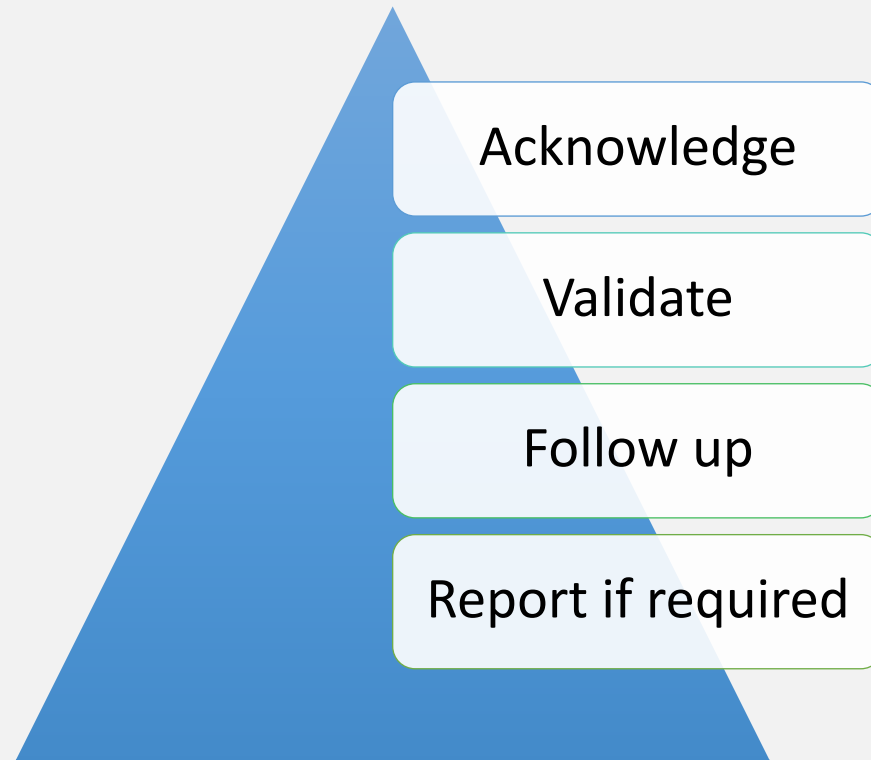 Acknowledge
Validate
Follow up
Report if required